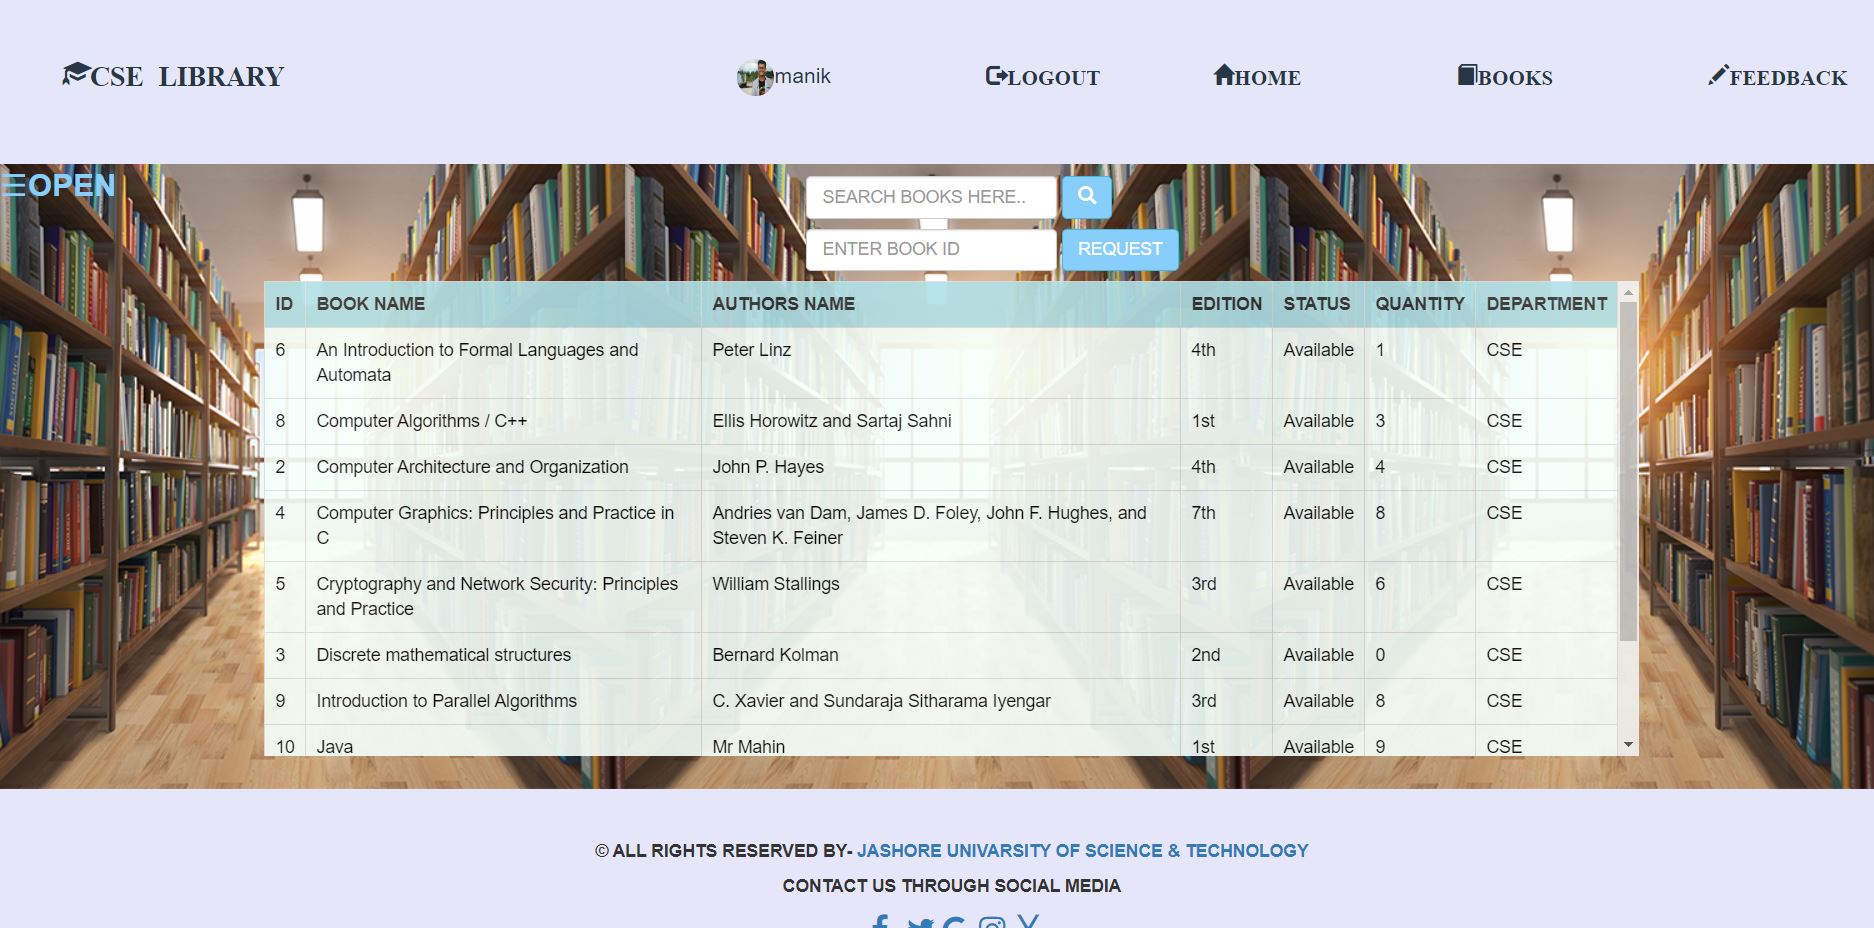 CSE LIBRARY
manik
LOGOUT
HOME
BOOKS
FEEDBACK
☰OPEN
SEARCH BOOKS HERE..
ENTER BOOK ID
REQUEST
ID BOOK NAME AUTHORS NAME EDITION STATUS QUANTITY DEPARTMENT
6 An Introduction to Formal Languages and Peter Linz 4th Available 1 CSE
Automata
8 Computer Algorithms / C++ Ellis Horowitz and Sartaj Sahni 1st Available 3 CSE
2 Computer Architecture and Organization John P. Hayes 4th Available 4 CSE
4 Computer Graphics: Principles and Practice in Andries van Dam, James D. Foley, John F. Hughes, and 7th Available 8 CSE
C Steven K. Feiner
5 Cryptography and Network Security: Principles William Stallings 3rd Available 6 CSE
and Practice
3 Discrete mathematical structures Bernard Kolman 2nd Available 0 CSE
9 Introduction to Parallel Algorithms C. Xavier and Sundaraja Sitharama Iyengar 3rd Available 8 CSE
10 Java Mr Mahin 1st Available 9 CSE
© ALL RIGHTS RESERVED BY- JASHORE UNIVARSITY OF SCIENCE & TECHNOLOGY
CONTACT US THROUGH SOCIAL MEDIA